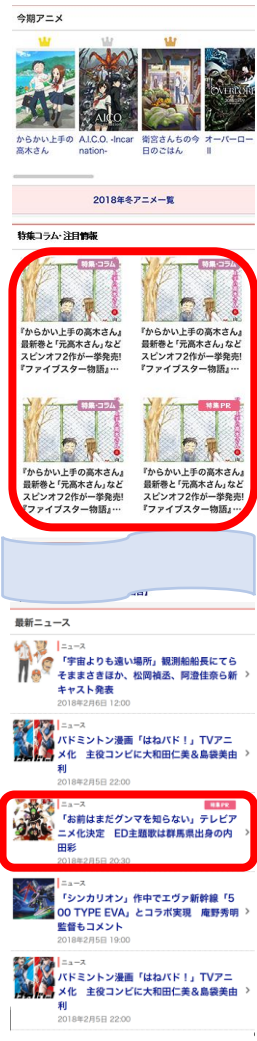 今期アニメ
からかい上手の
高木さん
A.I.C.O. -Incar
nation-
衛宮さんちの今
日のごはん
オーバーロー
II
2018年冬アニメ一覧
特集コラム・注目情報
特集・コラム
特集・コラム
『からかい上手の高木さん』
最新巻と「元高木さん」など
スピンオフ2作が一挙発売!
『ファイブスター物語』…
『からかい上手の高木さん』
最新巻と「元高木さん」など
スピンオフ2作が一挙発売!
『ファイブスター物語』…
特集・コラム
特集 PR
『からかい上手の高木さん』
最新巻と「元高木さん」など
スピンオフ2作が一挙発売!
『ファイブスター物語』…
『からかい上手の高木さん』
最新巻と「元高木さん」など
スピンオフ2作が一挙発売!
『ファイブスター物語』…
最新ニュース
ニュース
「宇宙よりも遠い場所」観測船船長にてら
そままさきほか、松岡禎丞、阿澄佳奈ら新
キャスト発表
2018年2月6日 12:00
ニュース
バドミントン漫画「はねバド！」TVアニ
メ化　主役コンビに大和田仁美＆島袋美由
利
2018年2月5日 22:00
ニュース
特集PR
「お前はまだグンマを知らない」テレビア
ニメ化決定　ED主題歌は群馬県出身の内
田彩
2018年2月5日 20:30
ニュース
「シンカリオン」作中でエヴァ新幹線「5
00 TYPE EVA」とコラボ実現　庵野秀明
監督もコメント
2018年2月5日 19:00
ニュース
バドミントン漫画「はねバド！」TVアニ
メ化　主役コンビに大和田仁美＆島袋美由
利
2018年2月5日 22:00